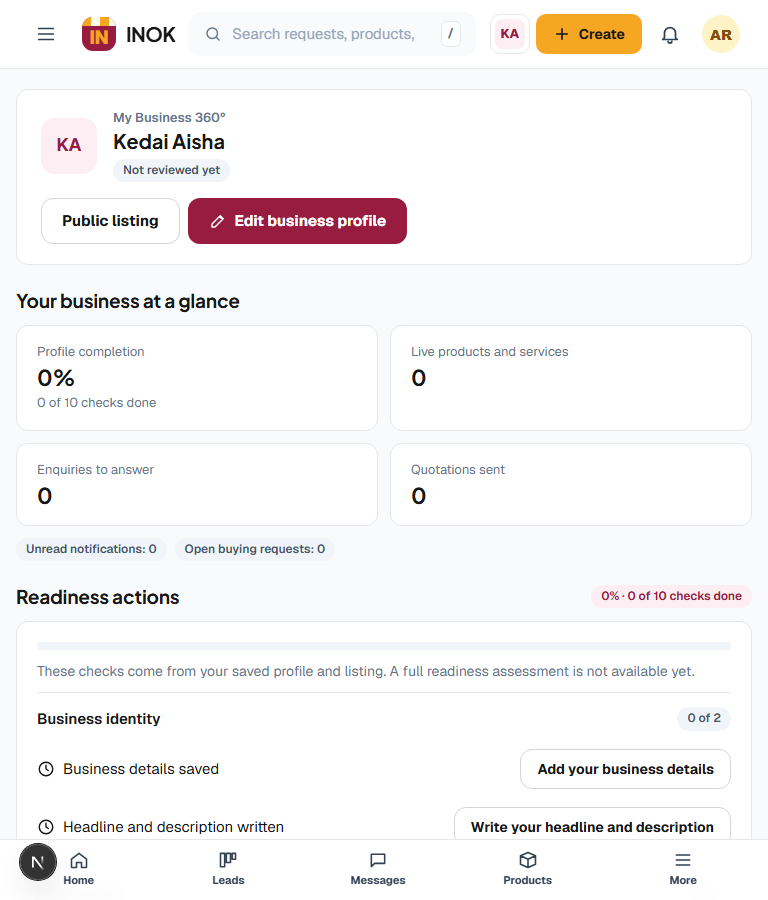 IN INOK Search requests, products, / KA Create AR
My Business 360°
KA Kedai Aisha
Not reviewed yet
Public listing Edit business profile
Your business at a glance
Profile completion Live products and services
0% 0
0 of 10 checks done
Enquiries to answer Quotations sent
0 0
Unread notifications: 0 Open buying requests: 0
Readiness actions 0% · 0 of 10 checks done
These checks come from your saved profile and listing. A full readiness assessment is not available yet.
Business identity 0 of 2
Business details saved Add your business details
Headline and description written Write your headline and description
N
Home Leads Messages Products More